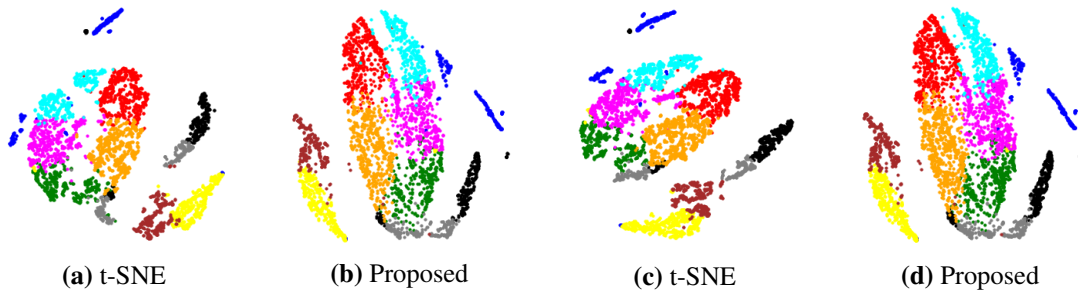 (a) t-SNE
(b) Proposed
(c) t-SNE
(d) Proposed